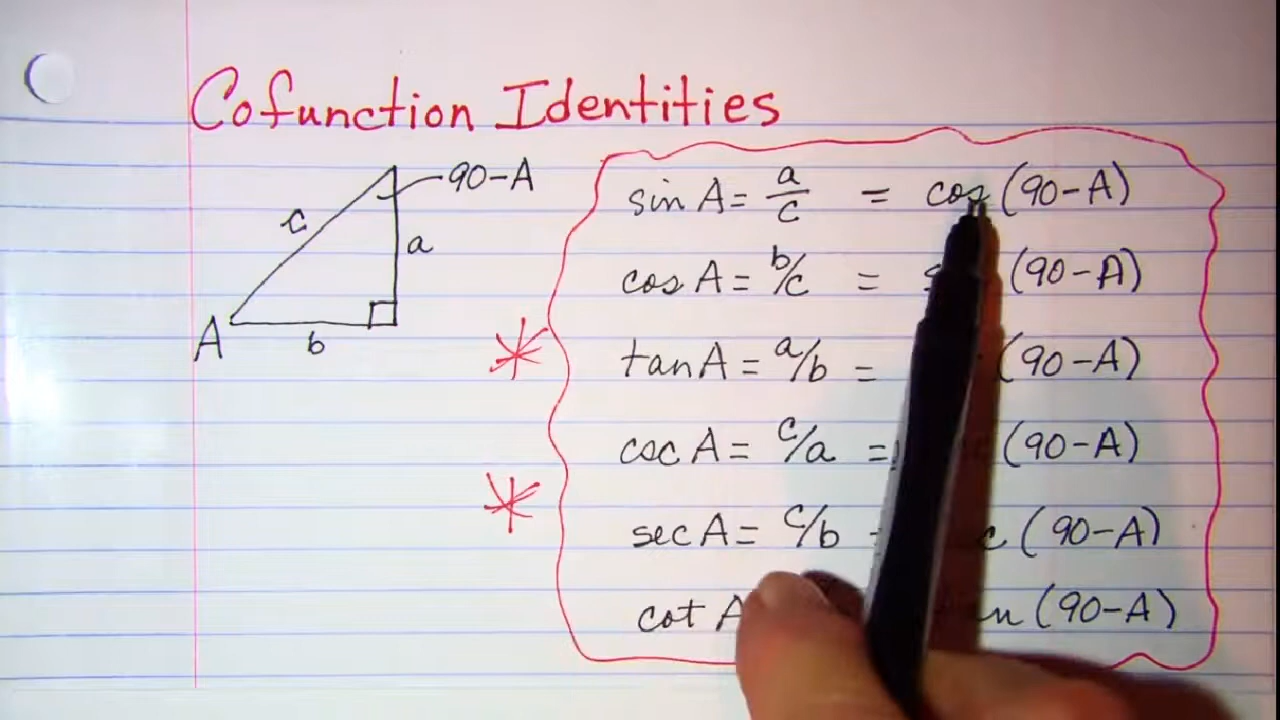 Cofunction Identities
90-A
c
a
A
b
sin A = a/c = cos (90-A)
cos A = b/c = (90-A)
tan A = a/b = (90-A)
csc A = c/a = (90-A)
sec A = c/b (90-A)
cot A (90-A)